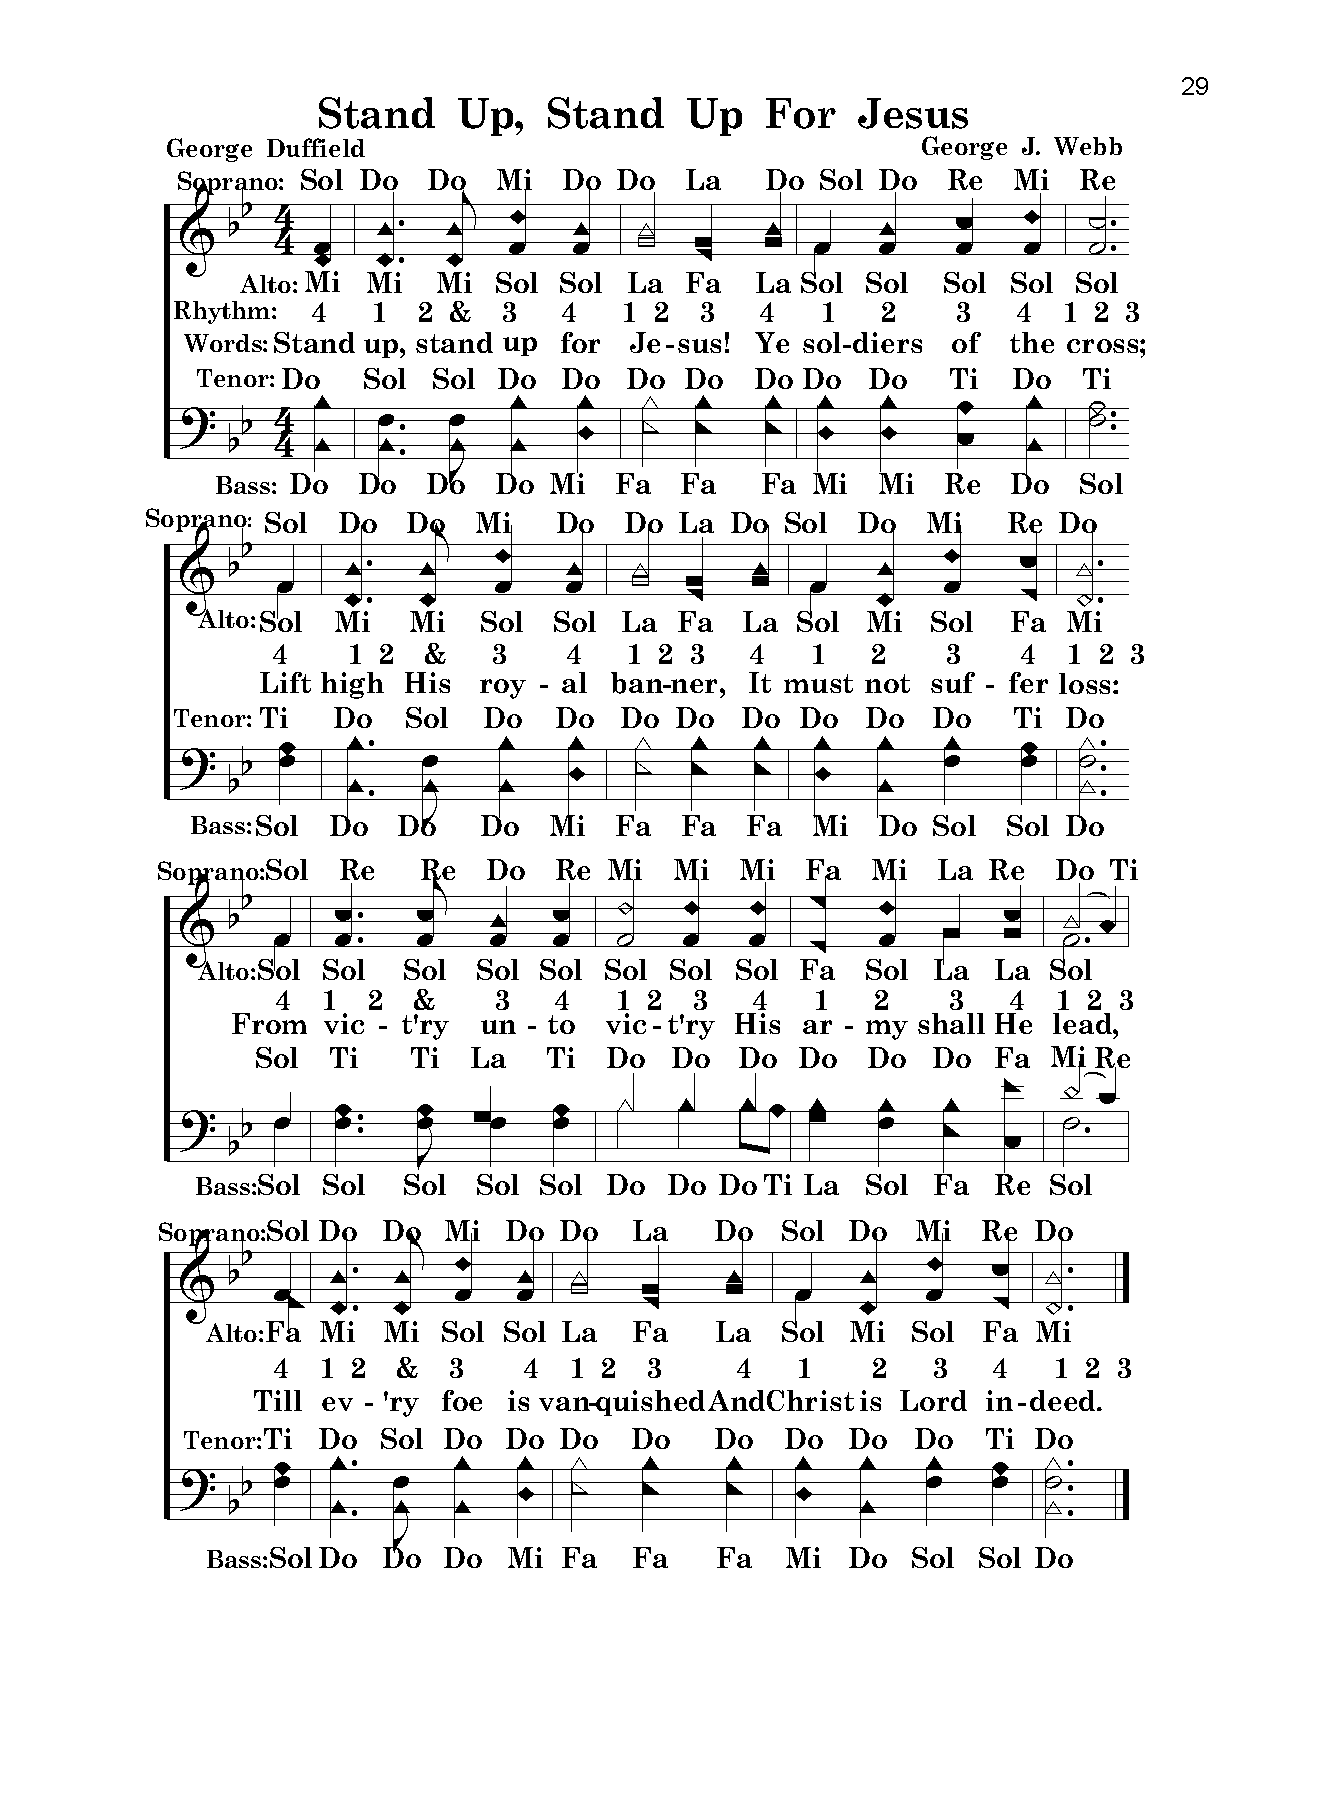 29
Stand Up, Stand Up For Jesus
George Duffield George J. Webb
Soprano: Sol Do Do Mi Do Do La Do Sol Do Re Mi Re
4
4
Alto: Mi Mi Mi Sol Sol La Fa La Sol Sol Sol Sol Sol
Rhythm: 4 1 2 & 3 4 1 2 3 4 1 2 3 4 1 2 3
Words: Stand up, stand up for Je-sus! Ye sol-diers of the cross;
Tenor: Do Sol Sol Do Do Do Do Do Do Do Ti Do Ti
4
4
Bass: Do Do Do Do Mi Fa Fa Fa Mi Mi Re Do Sol
Soprano: Sol Do Do Mi Do Do La Do Sol Do Mi Re Do
Alto: Sol Mi Mi Sol Sol La Fa La Sol Mi Sol Fa Mi
4 1 2 & 3 4 1 2 3 4 1 2 3 4 1 2 3
Lift high His roy - al ban-ner, It must not suf - fer loss:
Tenor: Ti Do Sol Do Do Do Do Do Do Do Do Ti Do
Bass: Sol Do Do Do Mi Fa Fa Fa Mi Do Sol Sol Do
Soprano: Sol Re Re Do Re Mi Mi Mi Fa Mi La Re Do Ti
Alto: Sol Sol Sol Sol Sol Sol Sol Sol Fa Sol La La Sol
4 1 2 & 3 4 1 2 3 4 1 2 3 4 1 2 3
From vic - t'ry un - to vic-t'ry His ar - my shall He lead,
Sol Ti Ti La Ti Do Do Do Do Do Do Fa Mi Re
Bass: Sol Sol Sol Sol Sol Do Do Do Ti La Sol Fa Re Sol
Soprano: Sol Do Do Mi Do Do La Do Sol Do Mi Re Do
Alto: Fa Mi Mi Sol Sol La Fa La Sol Mi Sol Fa Mi
4 1 2 & 3 4 1 2 3 4 1 2 3 4 1 2 3
Till ev - 'ry foe is van-quished And Christ is Lord in-deed.
Tenor: Ti Do Sol Do Do Do Do Do Do Do Do Ti Do
Bass: Sol Do Do Do Mi Fa Fa Fa Mi Do Sol Sol Do